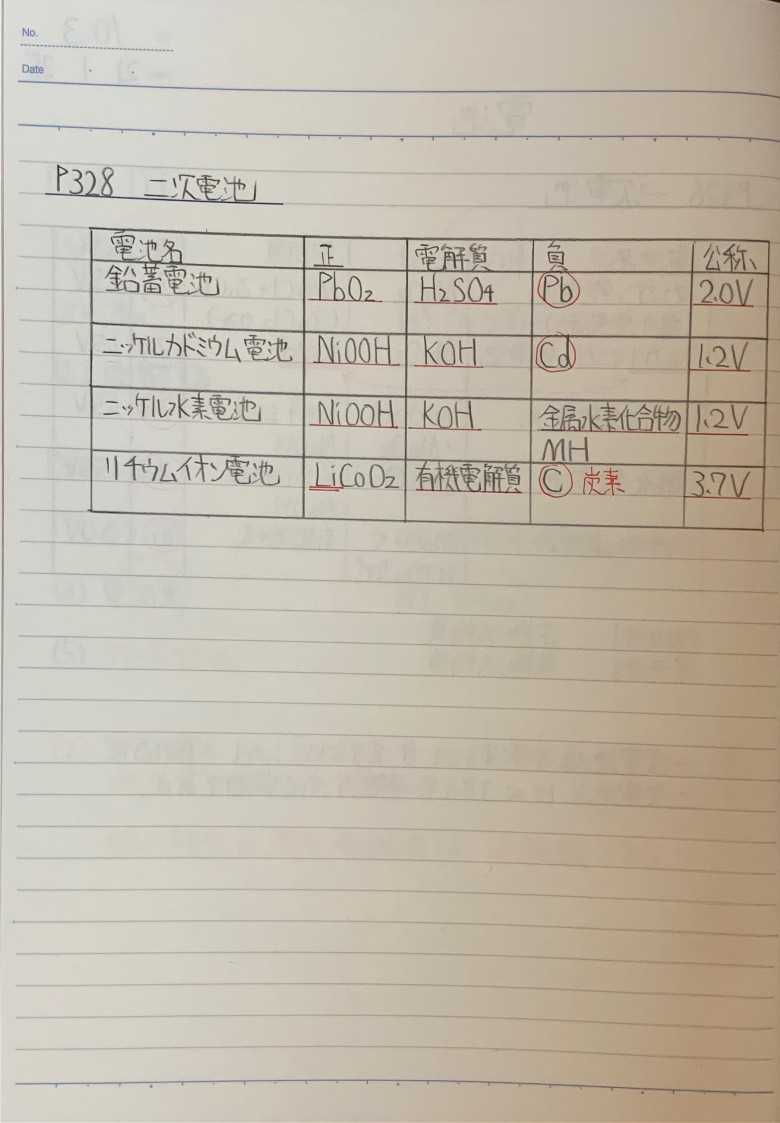 No.
Date
P328 二次電池
電池名 正 電解質 負 公称
鉛蓄電池 PbO₂ H₂SO₄ Pb 2.0V
ニッケルカドミウム電池 NiOOH KOH Cd 1.2V
ニッケル水素電池 NiOOH KOH 金属水素化合物 1.2V
MH
リチウムイオン電池 LiCoO₂ 有機電解質 C 炭素 3.7V